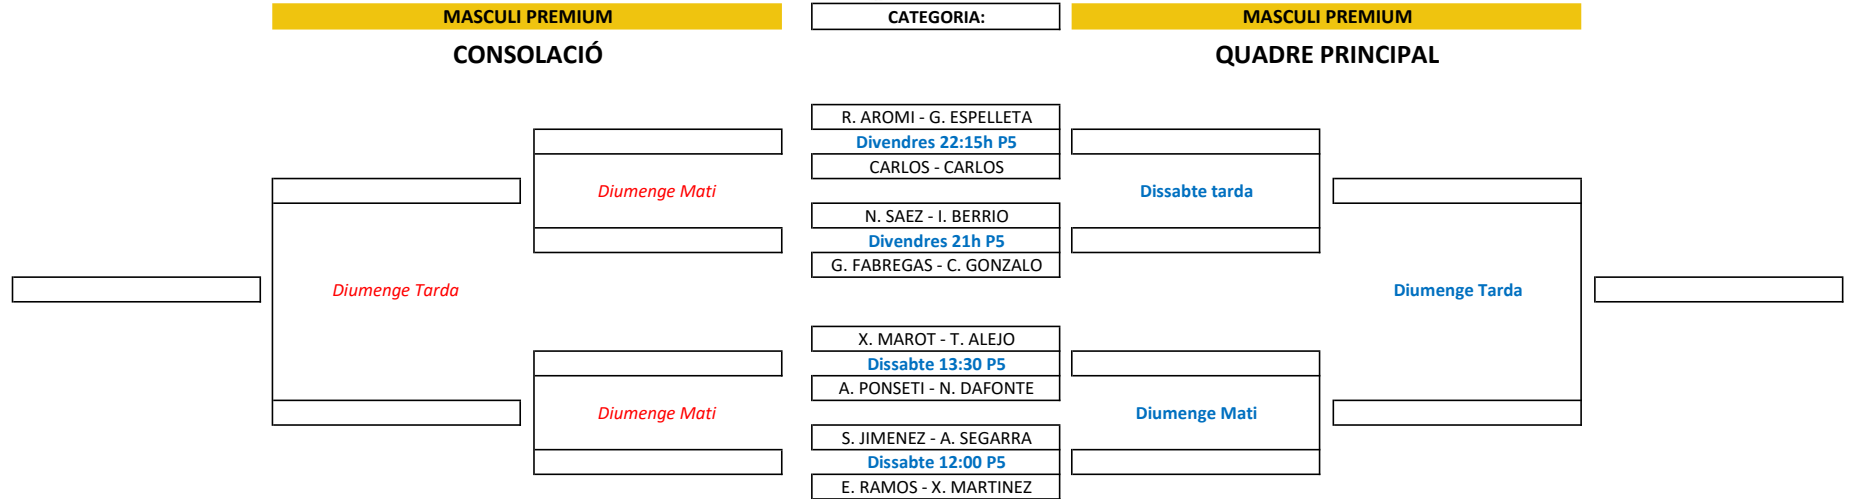 MASCULI PREMIUM
CATEGORIA:
MASCULI PREMIUM
CONSOLACIÓ
QUADRE PRINCIPAL
R. AROMI - G. ESPELLETA
Divendres 22:15h P5
CARLOS - CARLOS
Diumenge Mati
Dissabte tarda
N. SAEZ - I. BERRIO
Divendres 21h P5
G. FABREGAS - C. GONZALO
Diumenge Tarda
Diumenge Tarda
X. MAROT - T. ALEJO
Dissabte 13:30 P5
A. PONSETI - N. DAFONTE
Diumenge Mati
Diumenge Mati
S. JIMENEZ - A. SEGARRA
Dissabte 12:00 P5
E. RAMOS - X. MARTINEZ